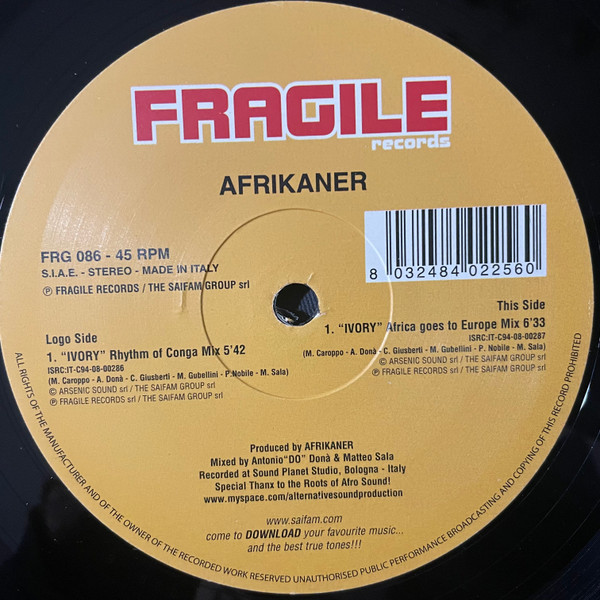 FRAGILE
records
AFRIKANER
FRG 086 - 45 RPM
S.I.A.E. - STEREO - MADE IN ITALY
Ⓟ FRAGILE RECORDS / THE SAIFAM GROUP srl
8 032484 022560
Logo Side
1. “IVORY” Rhythm of Conga Mix 5'42
ISRC:IT-C94-08-00286
(M. Caroppo - A. Donà - C. Giusberti - M. Gubellini - P. Nobile - M. Sala)
© ARSENIC SOUND srl / THE SAIFAM GROUP srl
Ⓟ FRAGILE RECORDS srl / THE SAIFAM GROUP srl
This Side
1. “IVORY” Africa goes to Europe Mix 6'33
ISRC:IT-C94-08-00287
(M. Caroppo - A. Donà - C. Giusberti - M. Gubellini - P. Nobile - M. Sala)
© ARSENIC SOUND srl / THE SAIFAM GROUP srl
Ⓟ FRAGILE RECORDS srl / THE SAIFAM GROUP srl
Produced by AFRIKANER
Mixed by Antonio“DO” Donà & Matteo Sala
Recorded at Sound Planet Studio, Bologna - Italy
Special Thanx to the Roots of Afro Sound!
www.myspace.com/alternativesoundproduction
www.saifam.com
come to DOWNLOAD your favourite music...
and the best true tones!!!
ALL RIGHTS OF THE MANUFACTURER AND OF THE OWNER OF THE RECORDED WORK RESERVED UNAUTHORISED PUBLIC PERFORMANCE BROADCASTING AND COPYING OF THIS RECORD PROHIBITED